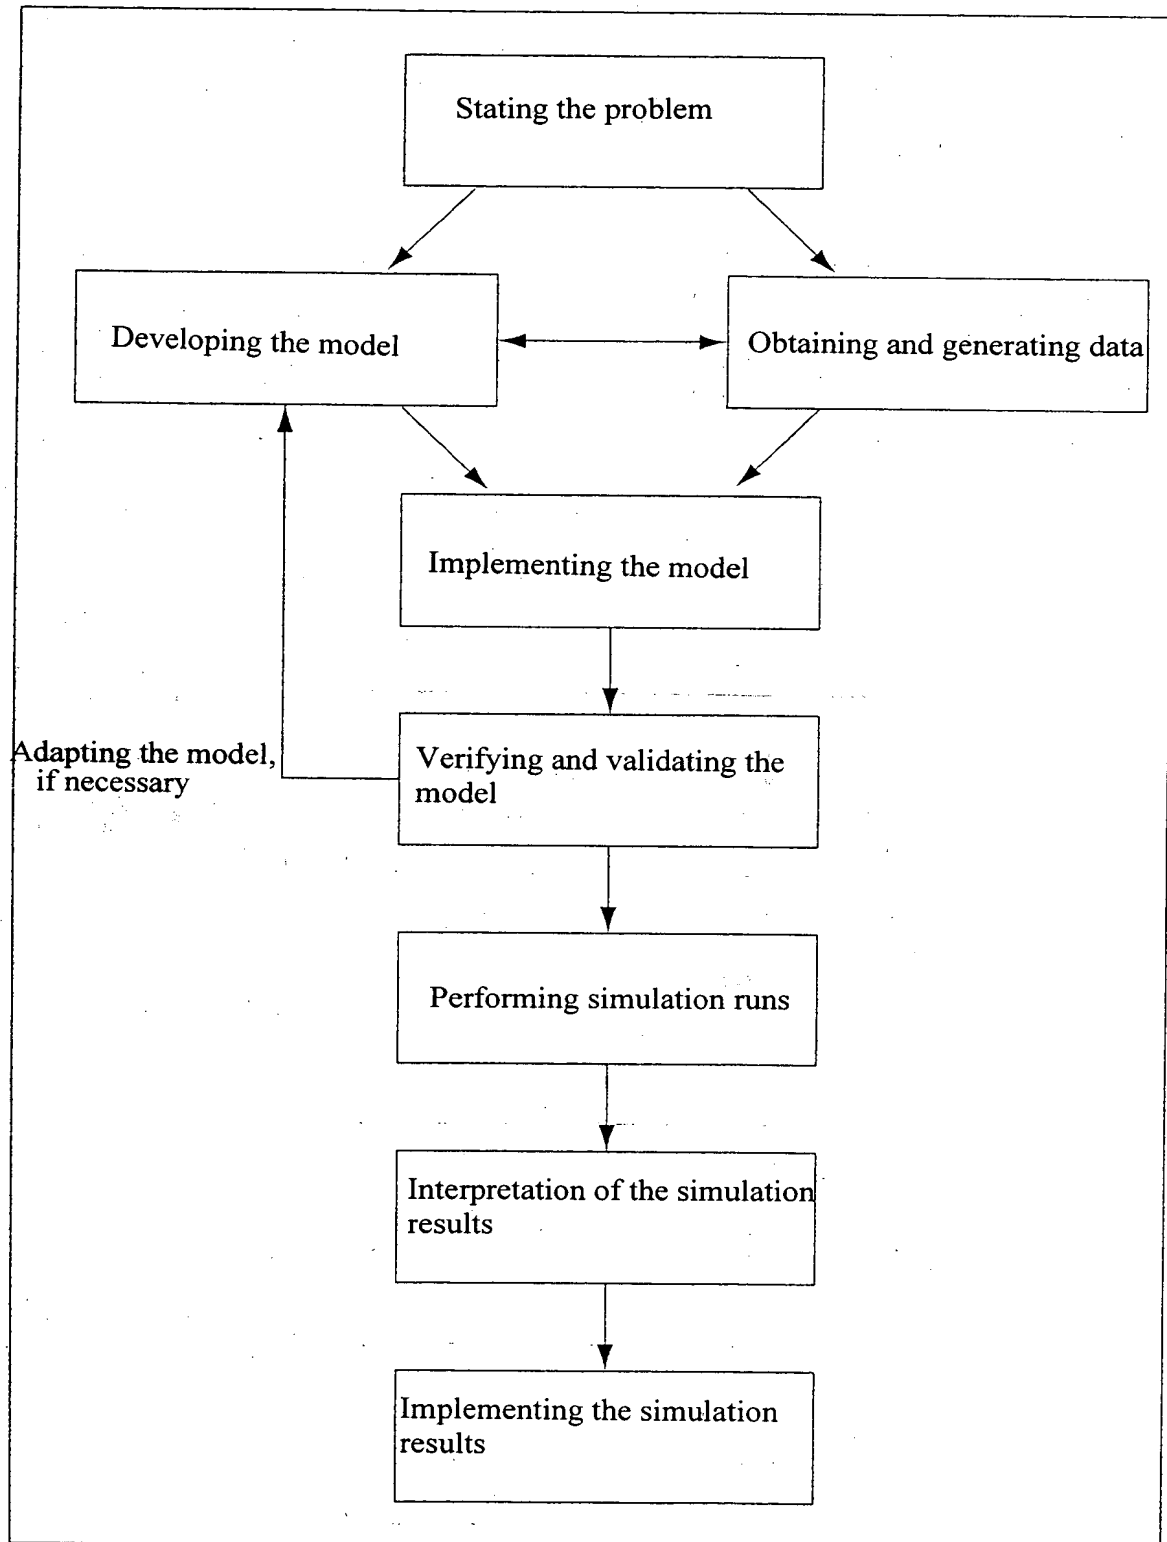 Stating the problem
Developing the model
Obtaining and generating data
Implementing the model
Adapting the model,
if necessary
Verifying and validating the
model
Performing simulation runs
Interpretation of the simulation
results
Implementing the simulation
results